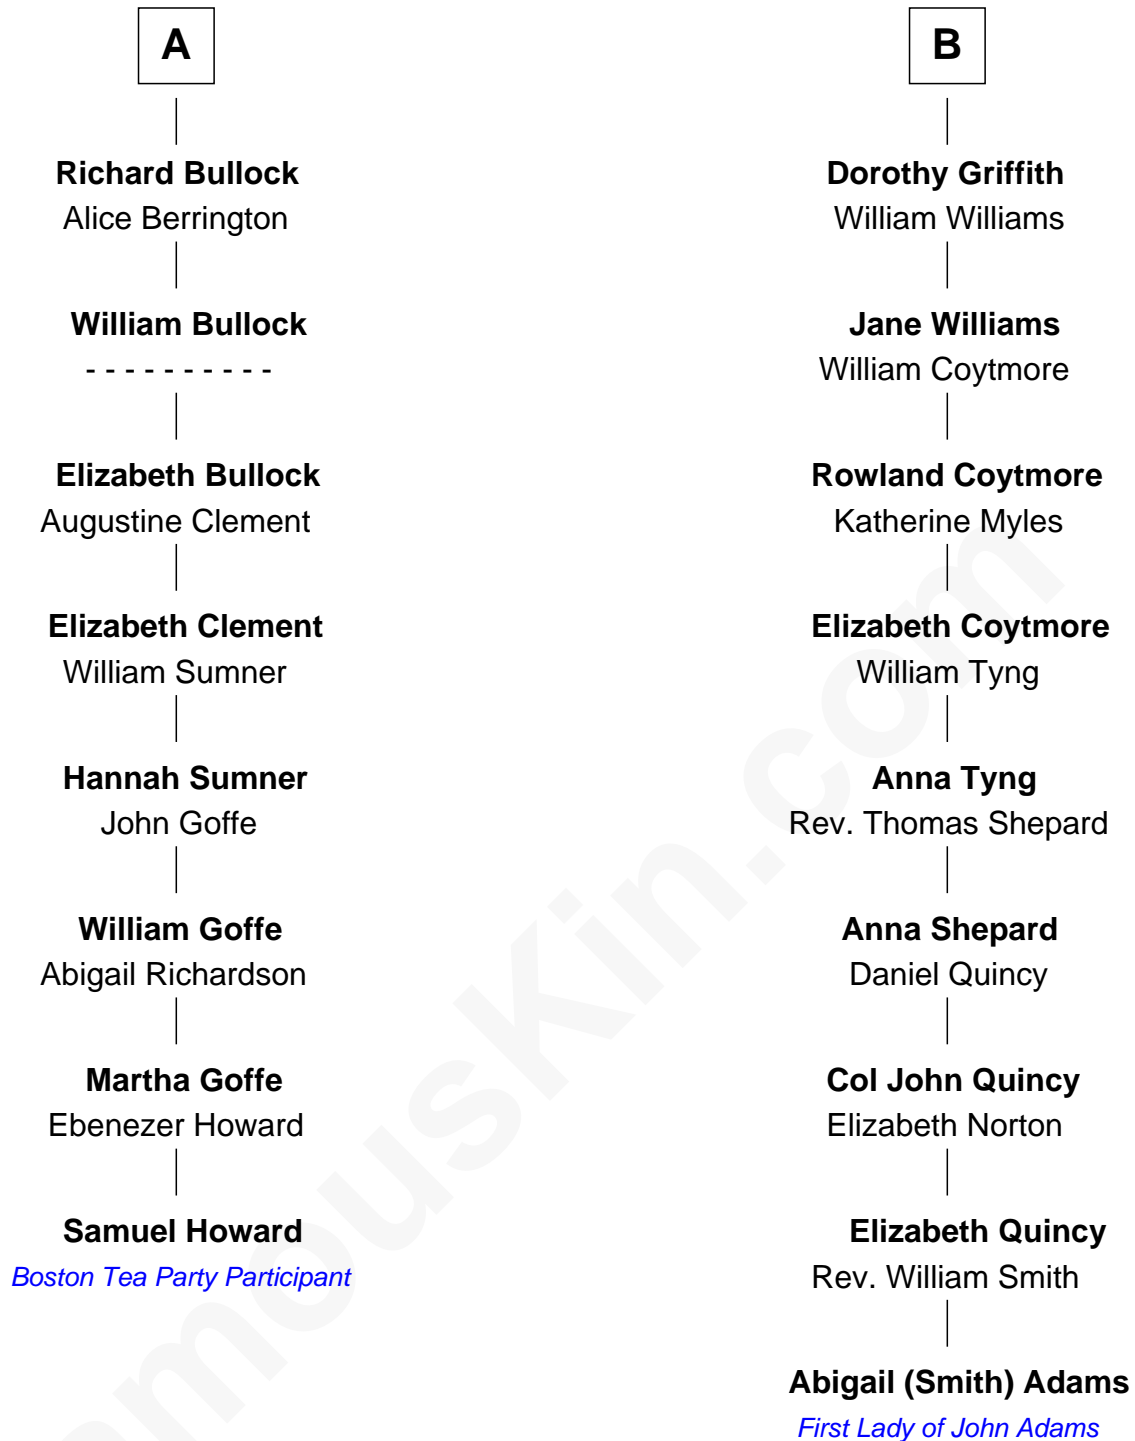 A
Richard Bullock
Alice Berrington
William Bullock
- - - - - - - - - -
Elizabeth Bullock
Augustine Clement
Elizabeth Clement
William Sumner
Hannah Sumner
John Goffe
William Goffe
Abigail Richardson
Martha Goffe
Ebenezer Howard
Samuel Howard
Boston Tea Party Participant
B
Dorothy Griffith
William Williams
Jane Williams
William Coytmore
Rowland Coytmore
Katherine Myles
Elizabeth Coytmore
William Tyng
Anna Tyng
Rev. Thomas Shepard
Anna Shepard
Daniel Quincy
Col John Quincy
Elizabeth Norton
Elizabeth Quincy
Rev. William Smith
Abigail (Smith) Adams
First Lady of John Adams
amousKin.com